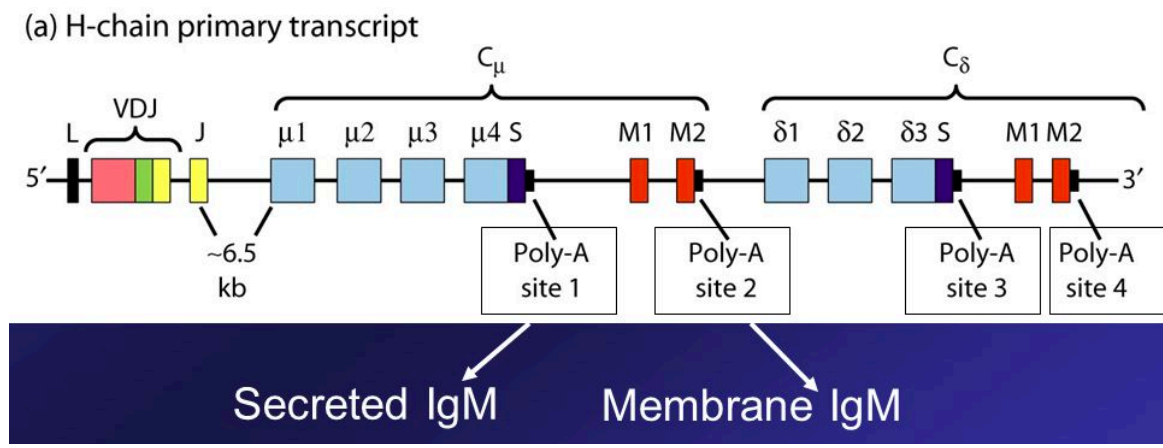 (a) H-chain primary transcript
Cμ Cδ
L VDJ J μ1 μ2 μ3 μ4 S M1 M2 δ1 δ2 δ3 S M1 M2
5′ 3′
~6.5
kb
Poly-A
site 1
Poly-A
site 2
Poly-A
site 3
Poly-A
site 4
Secreted IgM
Membrane IgM